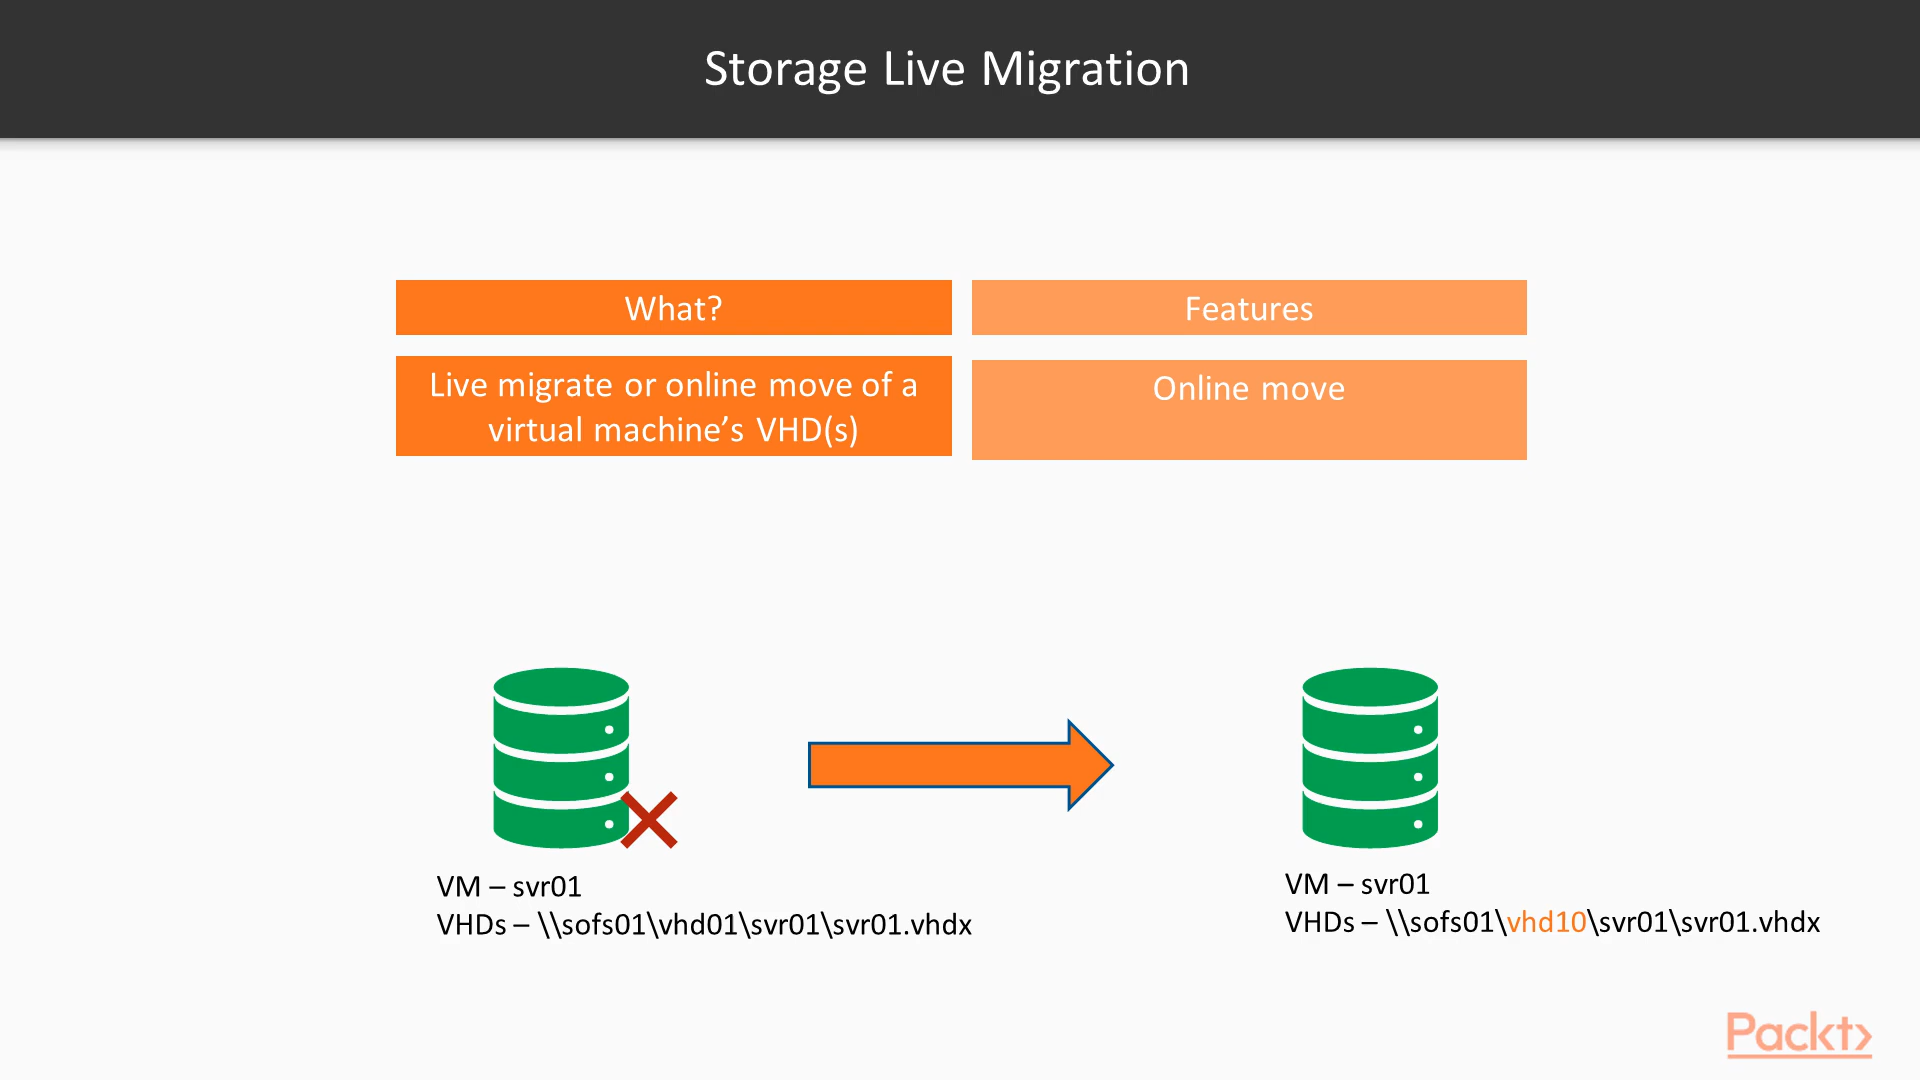 Storage Live Migration
What?
Features
Live migrate or online move of a
virtual machine’s VHD(s)
Online move
VM – svr01
VHDs – \\sofs01\vhd01\svr01\svr01.vhdx
VM – svr01
VHDs – \\sofs01\vhd10\svr01\svr01.vhdx
Packt>